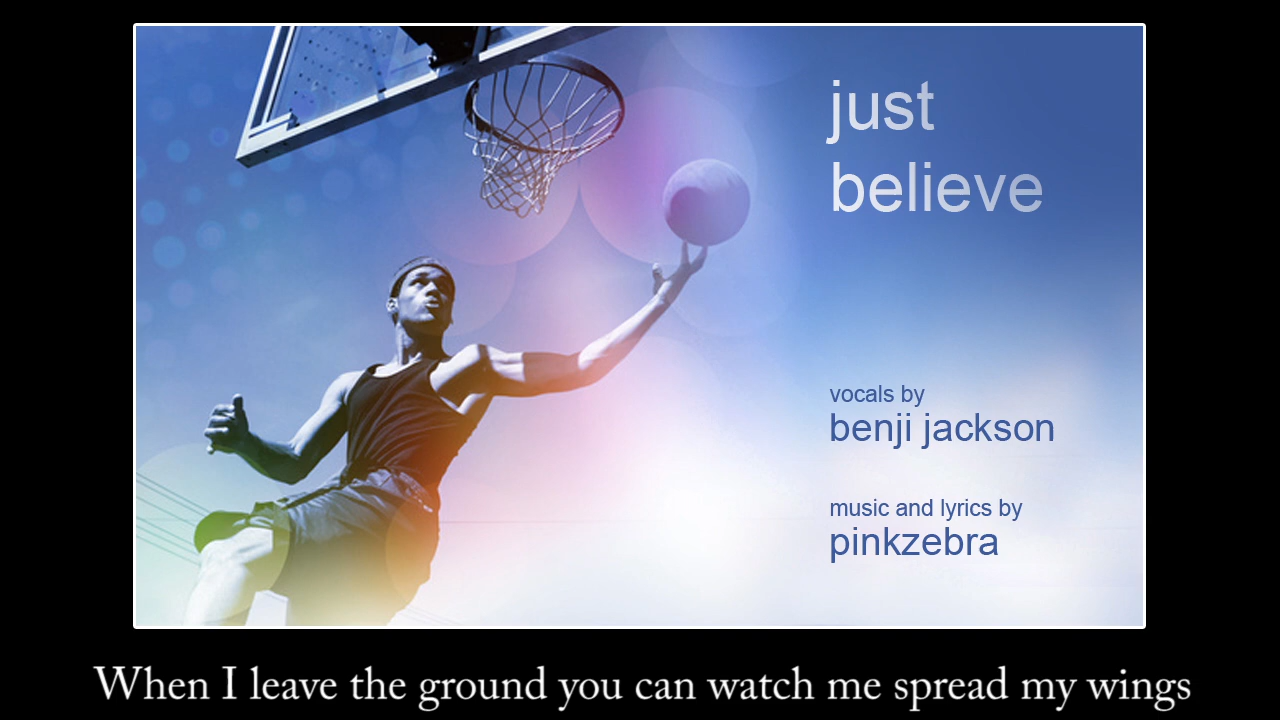 just
believe
vocals by
benji jackson
music and lyrics by
pinkzebra
When I leave the ground you can watch me spread my wings